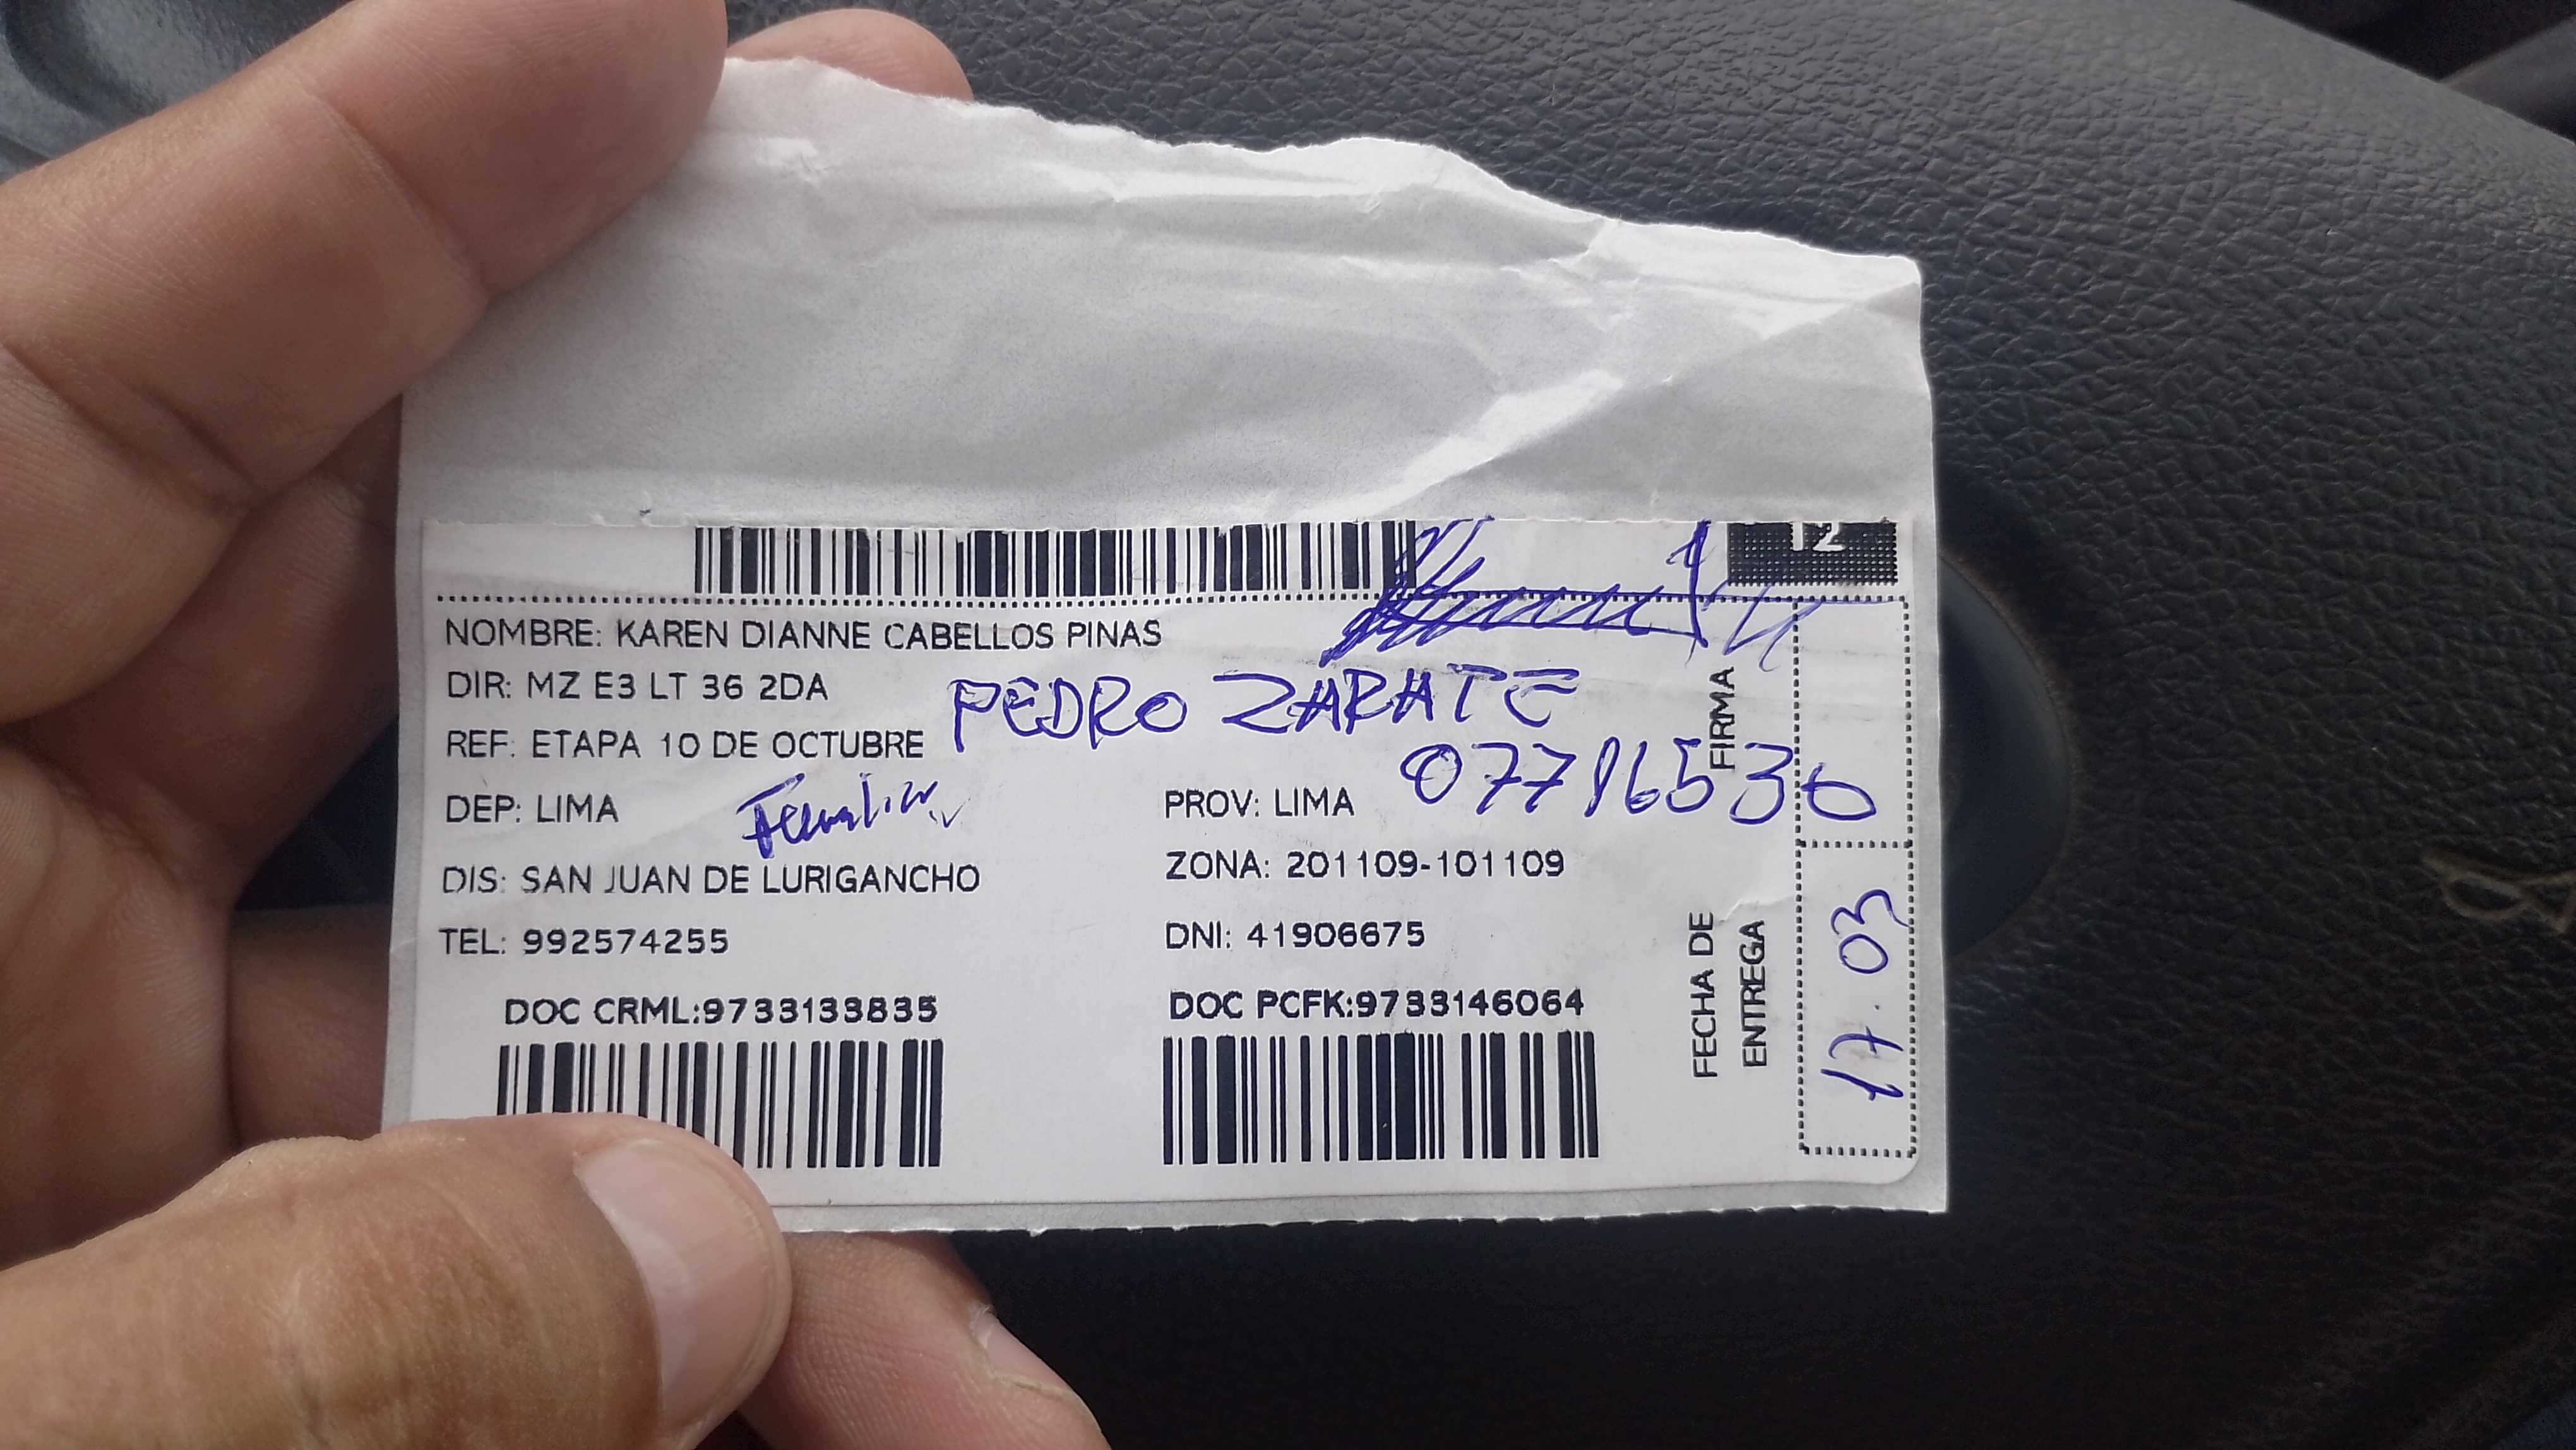 12
NOMBRE: KAREN DIANNE CABELLOS PINAS
DIR: MZ E3 LT 36 2DA
PEDRO ZARATE
REF: ETAPA 10 DE OCTUBRE
07716530
FIRMA
DEP: LIMA
PROV: LIMA
DIS: SAN JUAN DE LURIGANCHO
ZONA: 201109-101109
TEL: 992574255
DNI: 41906675
FECHA DE
ENTREGA
17.03
DOC CRML:9733133835
DOC PCFK:9733146064